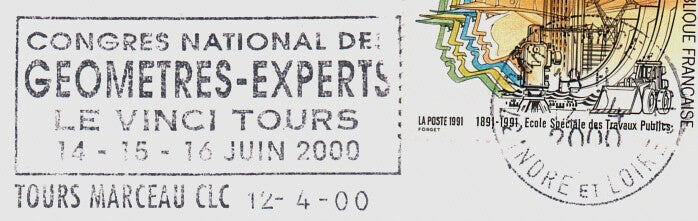 CONGRES NATIONAL DES
GEOMETRES-EXPERTS
LE VINCI TOURS
14 - 15 - 16 JUIN 2000
TOURS MARCEAU CLC 12-4-00
LA POSTE 1991
FORGET
1891-1991, Ecole Spéciale des Travaux Publics
BLIQUE FRANÇAISE
2000
INDRE ET LOIRE